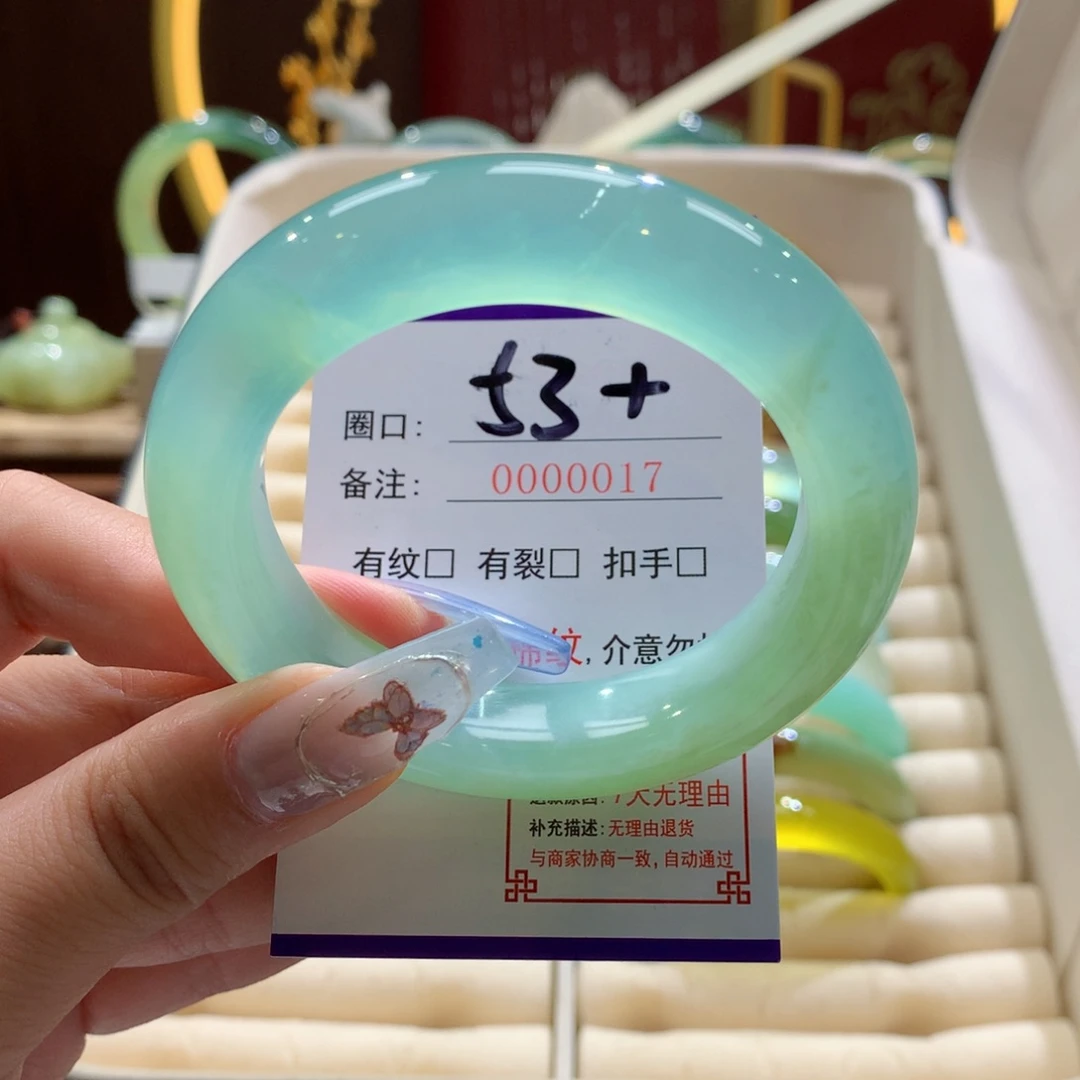 圈口: 53+
备注: 0000017
有纹□ 有裂□ 扣手□
纹, 介意勿
7天无理由
补充描述: 无理由退货
与商家协商一致, 自动通过